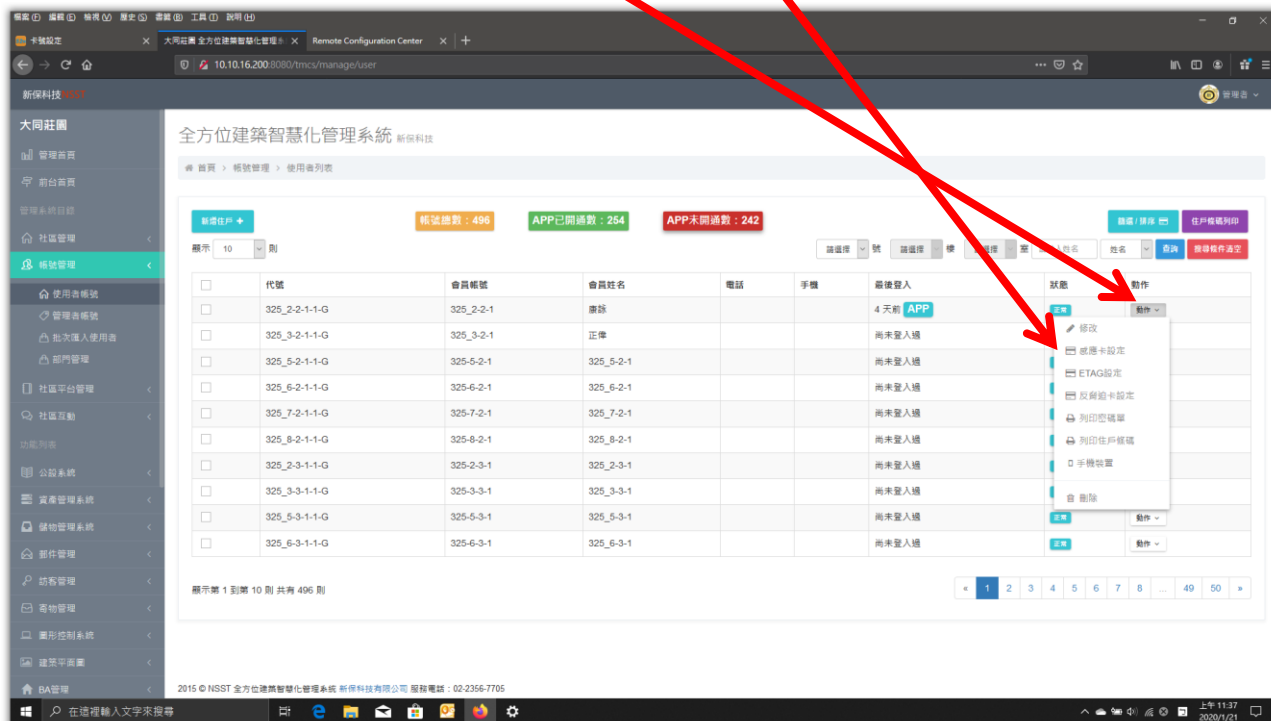 檔案(F) 編輯(E) 檢視(V) 歷史(S) 書籤(B) 工具(T) 說明(H)
卡號設定 大同莊園 全方位建築智慧化管理系 Remote Configuration Center
10.10.16.200:8080/tmcs/manage/user
新保科技 管理者
大同莊園
管理首頁
前台首頁
管理系統目錄
社區管理
帳號管理
使用者帳號
管理者帳號
批次匯入使用者
部門管理
社區平台管理
社區互動
功能列表
公設系統
資產管理系統
儲物管理系統
郵件管理
訪客管理
寄物管理
圖形控制系統
建築平面圖
BA管理
全方位建築智慧化管理系統 新保科技
首頁 > 帳號管理 > 使用者列表
新增住戶 + 帳號總數：496 APP已開通數：254 APP未開通數：242 篩選/排序 住戶條碼列印
顯示 10 則 請選擇 號 請選擇 樓 室 姓名 查詢 搜尋條件清空
代號 會員帳號 會員姓名 電話 手機 最後登入 狀態 動作
325_2-2-1-1-G 325_2-2-1 康詠 4 天前 APP 正常 動作
325_3-2-1-1-G 325_3-2-1 正偉 尚未登入過
325_5-2-1-1-G 325-5-2-1 325_5-2-1 尚未登入過
325_6-2-1-1-G 325-6-2-1 325_6-2-1 尚未登入過
325_7-2-1-1-G 325-7-2-1 325_7-2-1 尚未登入過
325_8-2-1-1-G 325-8-2-1 325_8-2-1 尚未登入過
325_2-3-1-1-G 325-2-3-1 325_2-3-1 尚未登入過
325_3-3-1-1-G 325-3-3-1 325_3-3-1 尚未登入過
325_5-3-1-1-G 325-5-3-1 325_5-3-1 尚未登入過 正常 動作
325_6-3-1-1-G 325-6-3-1 325_6-3-1 尚未登入過 正常 動作
修改
感應卡設定
ETAG設定
反脅迫卡設定
列印密碼單
列印住戶條碼
手機裝置
刪除
顯示第 1 到第 10 則 共有 496 則 « 1 2 3 4 5 6 7 8 ... 49 50 »
2015 © NSST 全方位建築智慧化管理系統 新保科技有限公司 服務電話：02-2356-7705
在這裡輸入文字來搜尋
上午 11:37
2020/1/21